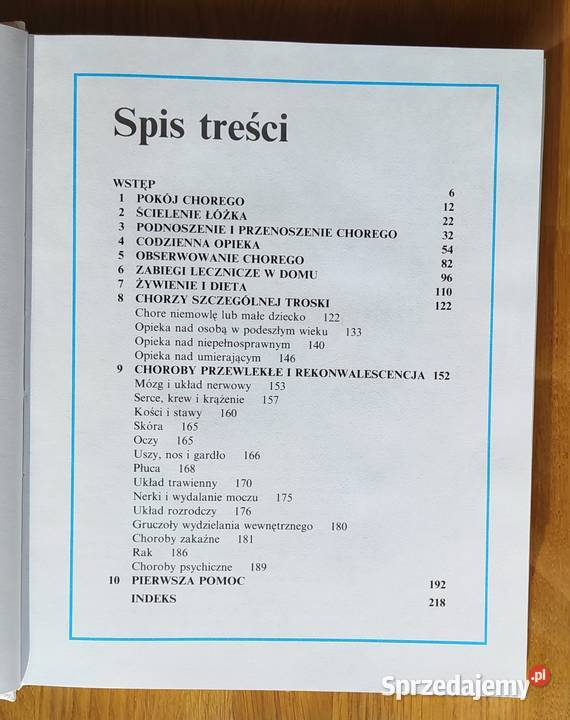 Spis treści
WSTĘP 6
1 POKÓJ CHOREGO 12
2 ŚCIELENIE ŁÓŻKA 22
3 PODNOSZENIE I PRZENOSZENIE CHOREGO 32
4 CODZIENNA OPIEKA 54
5 OBSERWOWANIE CHOREGO 82
6 ZABIEGI LECZNICZE W DOMU 96
7 ŻYWIENIE I DIETA 110
8 CHORZY SZCZEGÓLNEJ TROSKI 122
Chore niemowlę lub małe dziecko 122
Opieka nad osobą w podeszłym wieku 133
Opieka nad niepełnosprawnym 140
Opieka nad umierającym 146
9 CHOROBY PRZEWLEKŁE I REKONWALESCENCJA 152
Mózg i układ nerwowy 153
Serce, krew i krążenie 157
Kości i stawy 160
Skóra 165
Oczy 165
Uszy, nos i gardło 166
Płuca 168
Układ trawienny 170
Nerki i wydalanie moczu 175
Układ rozrodczy 176
Gruczoły wydzielania wewnętrznego 180
Choroby zakaźne 181
Rak 186
Choroby psychiczne 189
10 PIERWSZA POMOC 192
INDEKS 218
Sprzedajemy.pl